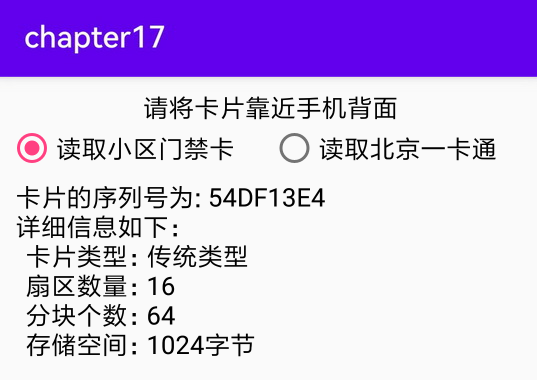 chapter17
请将卡片靠近手机背面
读取小区门禁卡 读取北京一卡通
卡片的序列号为: 54DF13E4
详细信息如下：
卡片类型：传统类型
扇区数量：16
分块个数：64
存储空间：1024字节